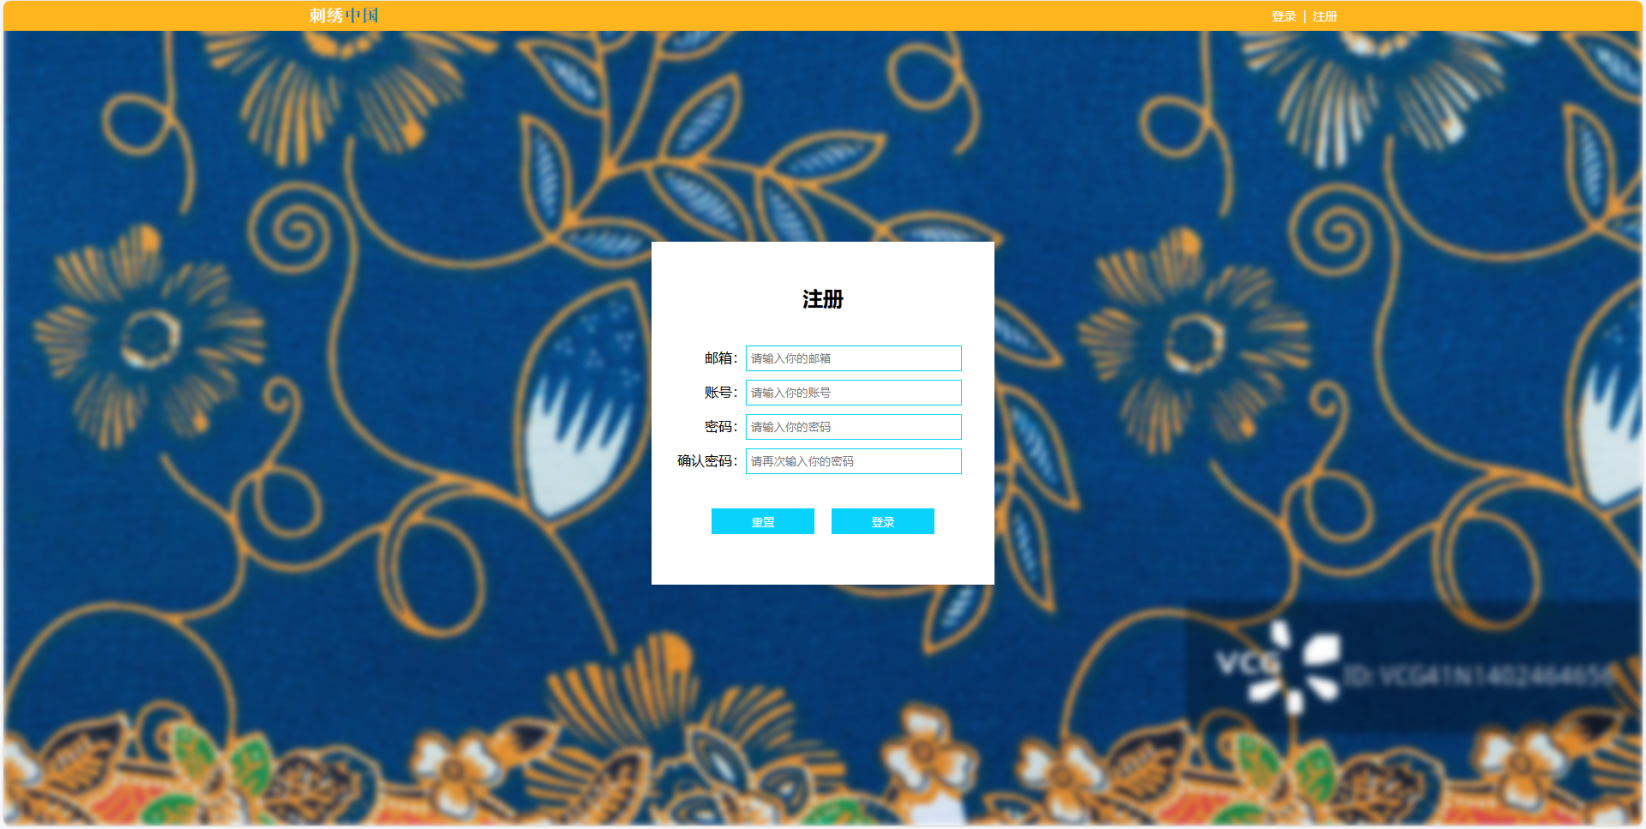 刺绣中国
登录 | 注册
注册
邮箱: 请输入你的邮箱
账号: 请输入你的账号
密码: 请输入你的密码
确认密码: 请再次输入你的密码
重置 登录
VCG ID: VCG41N1402464656